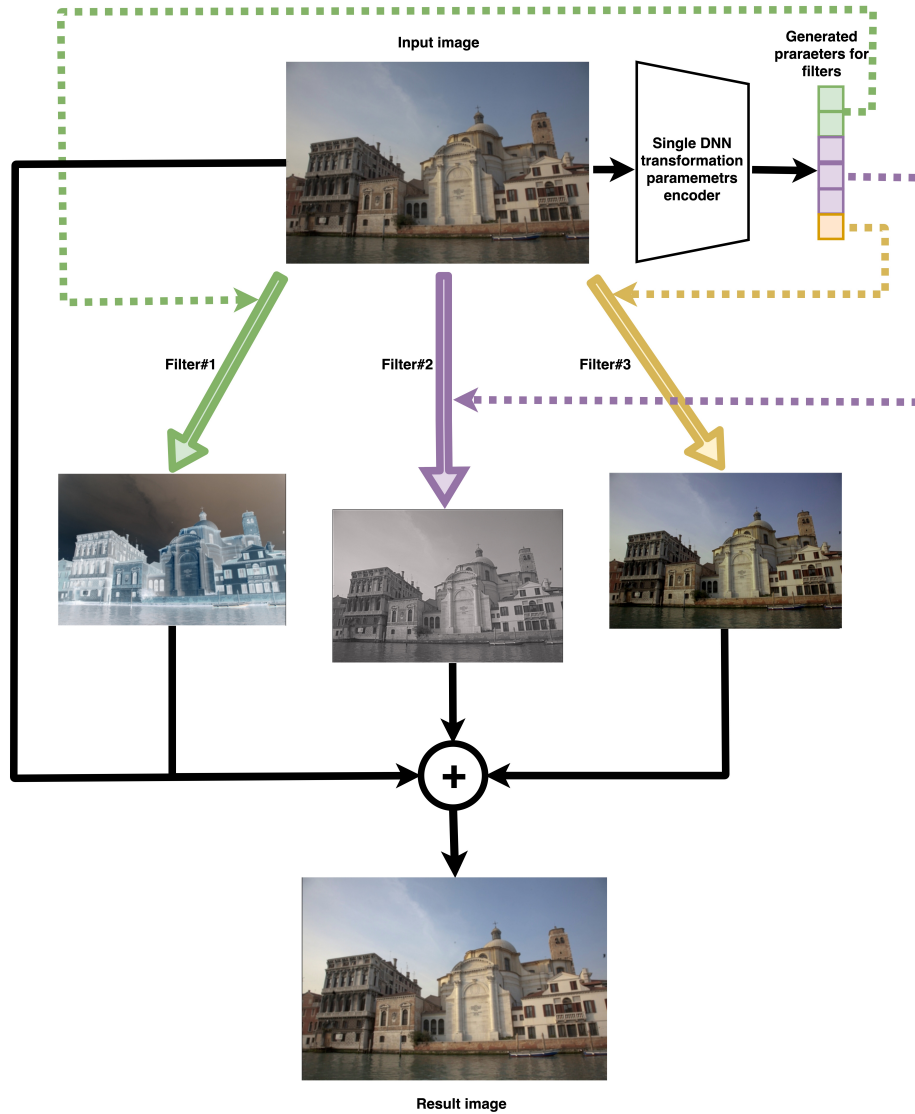 Input image
Generated
praraeters for
filters
Single DNN
transformation
paramemetrs
encoder
Filter#1
Filter#2
Filter#3
+
Result image